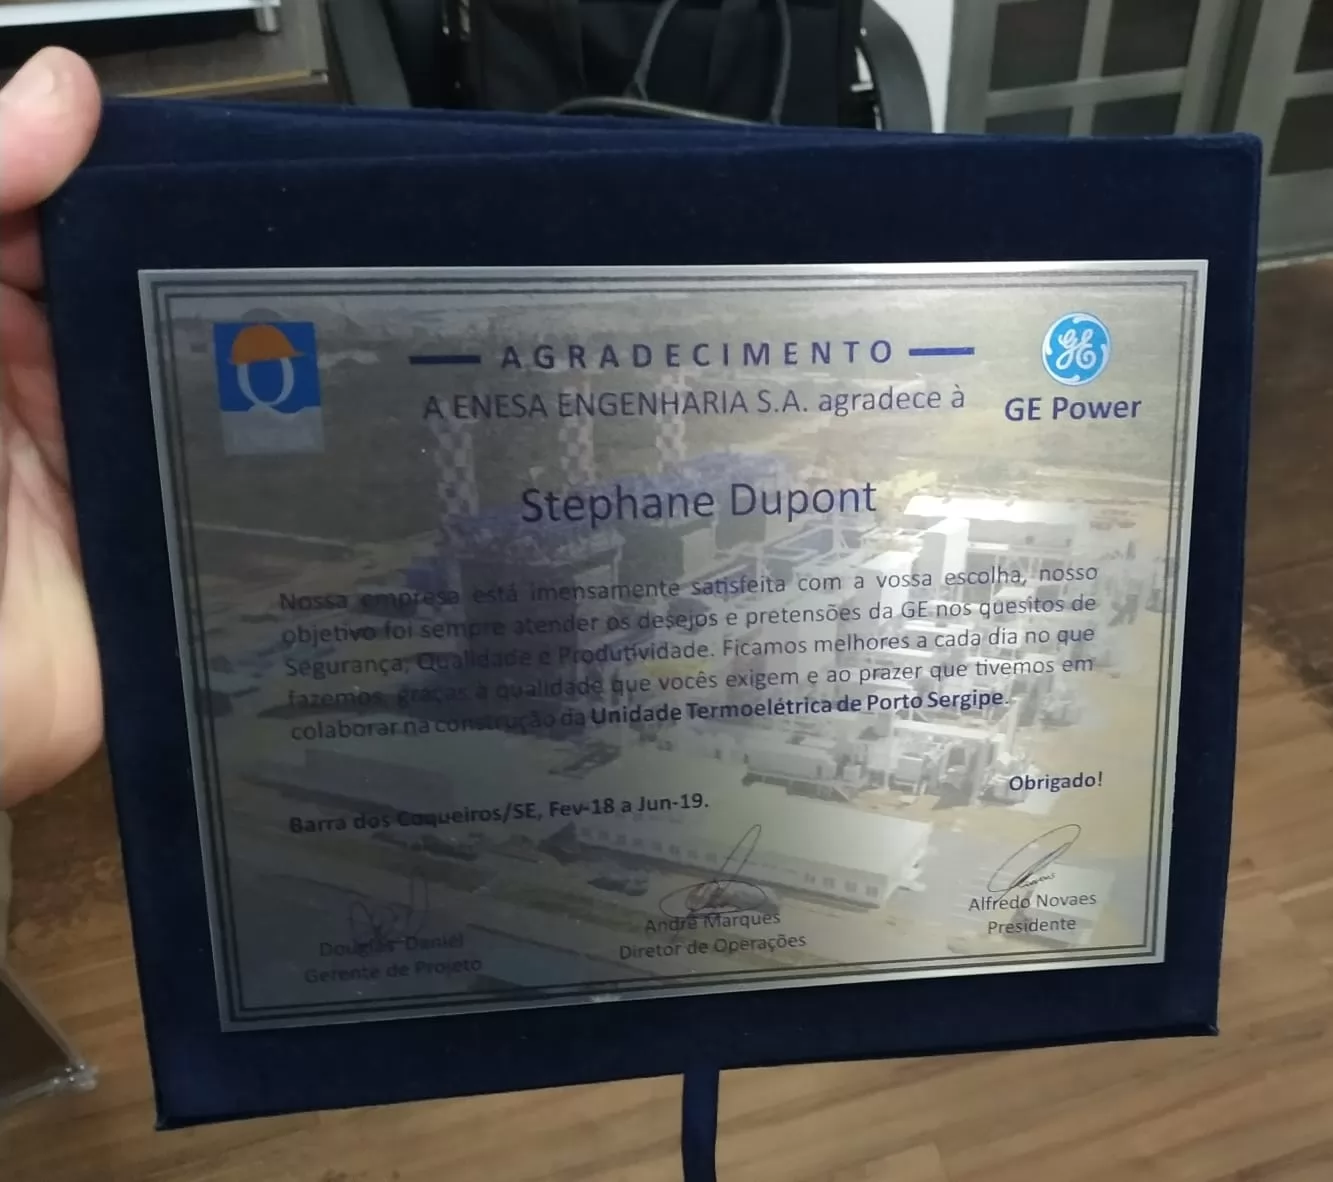 AGRADECIMENTO
A ENESA ENGENHARIA S.A. agradece à
GE
GE Power
Stephane Dupont
Nossa empresa está imensamente satisfeita com a vossa escolha, nosso
objetivo foi sempre atender os desejos e pretensões da GE nos quesitos de
Segurança, Qualidade e Produtividade. Ficamos melhores a cada dia no que
fazemos, graças a qualidade que vocês exigem e ao prazer que tivemos em
colaborar na construção da Unidade Termoelétrica de Porto Sergipe.
Obrigado!
Barra dos Coqueiros/SE, Fev-18 a Jun-19.
Douglas Daniel
Gerente de Projeto
André Marques
Diretor de Operações
Alfredo Novaes
Presidente